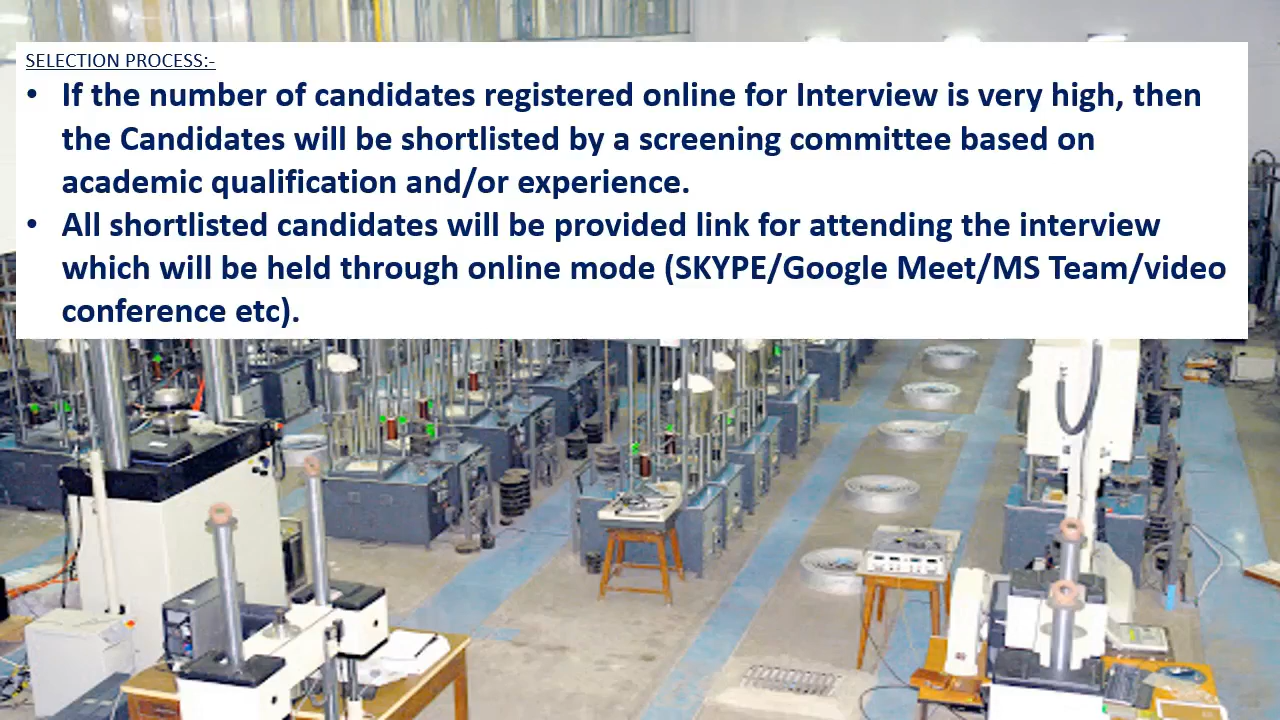 SELECTION PROCESS:-
• If the number of candidates registered online for Interview is very high, then
the Candidates will be shortlisted by a screening committee based on
academic qualification and/or experience.
• All shortlisted candidates will be provided link for attending the interview
which will be held through online mode (SKYPE/Google Meet/MS Team/video
conference etc).